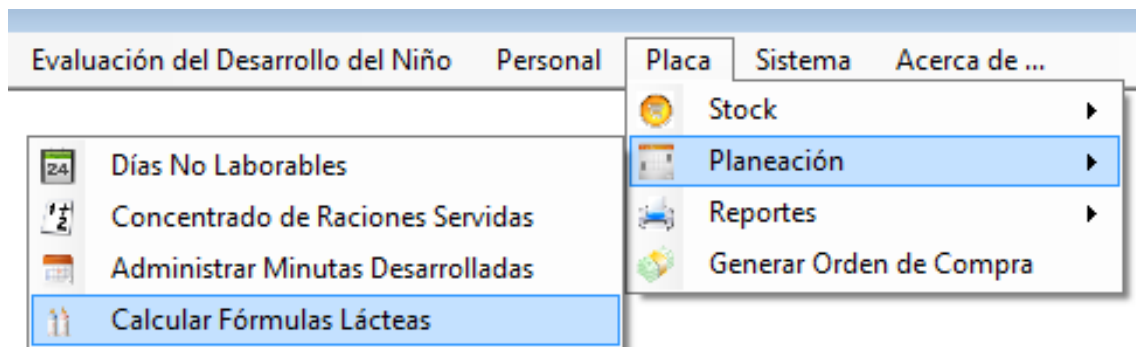 Evaluación del Desarrollo del Niño Personal Placa Sistema Acerca de ...
Stock
Planeación
Reportes
Generar Orden de Compra
24 Días No Laborables
Concentrado de Raciones Servidas
Administrar Minutas Desarrolladas
Calcular Fórmulas Lácteas